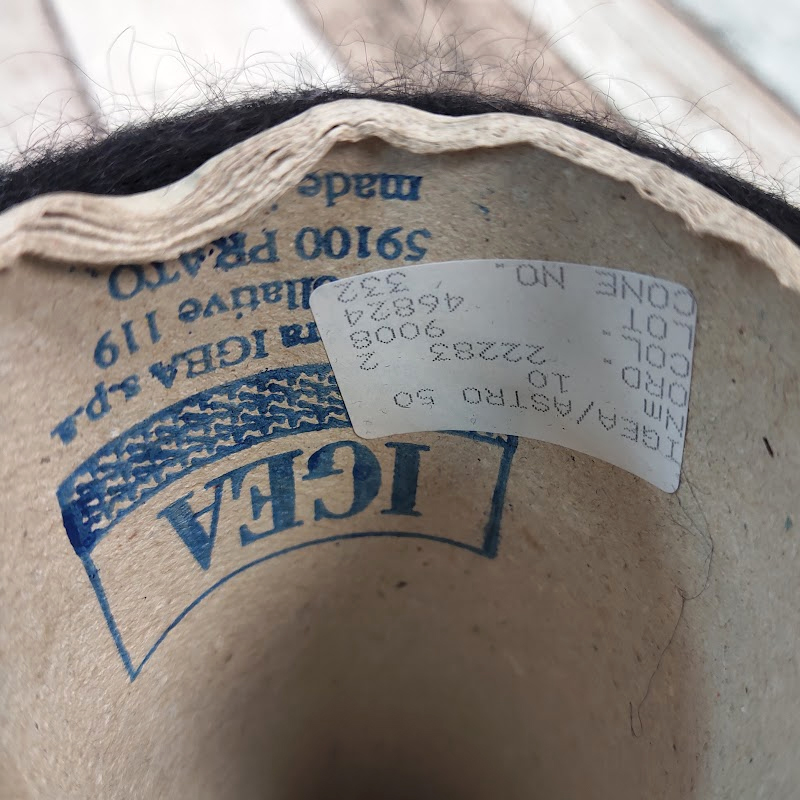 IGEA
IGEA s.p.a
119
59100 PRATO
made
IGEA/ASTRO 50
NM 10 2
ORD. 22283
COL. 9008
LOT. 46824
CONE NO. 332